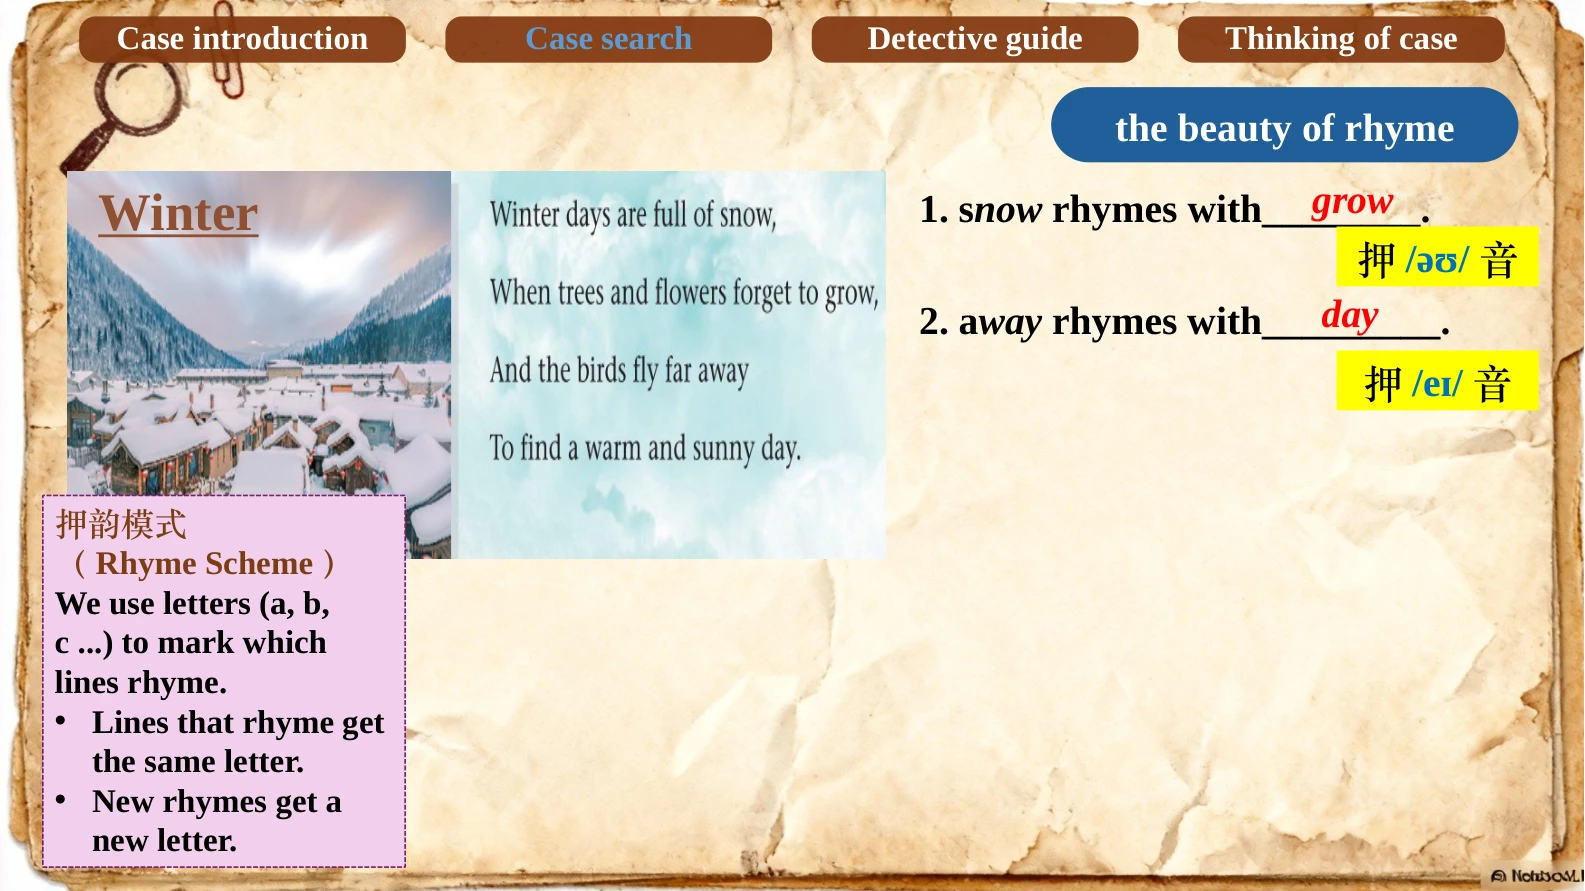 Case introduction
Case search
Detective guide
Thinking of case
the beauty of rhyme
Winter
Winter days are full of snow,
When trees and flowers forget to grow,
And the birds fly far away
To find a warm and sunny day.
1. snow rhymes with________.
grow
押 /əʊ/ 音
2. away rhymes with_________.
day
押 /eɪ/ 音
押韵模式
（ Rhyme Scheme ）
We use letters (a, b,
c ...) to mark which
lines rhyme.
• Lines that rhyme get
the same letter.
• New rhymes get a
new letter.